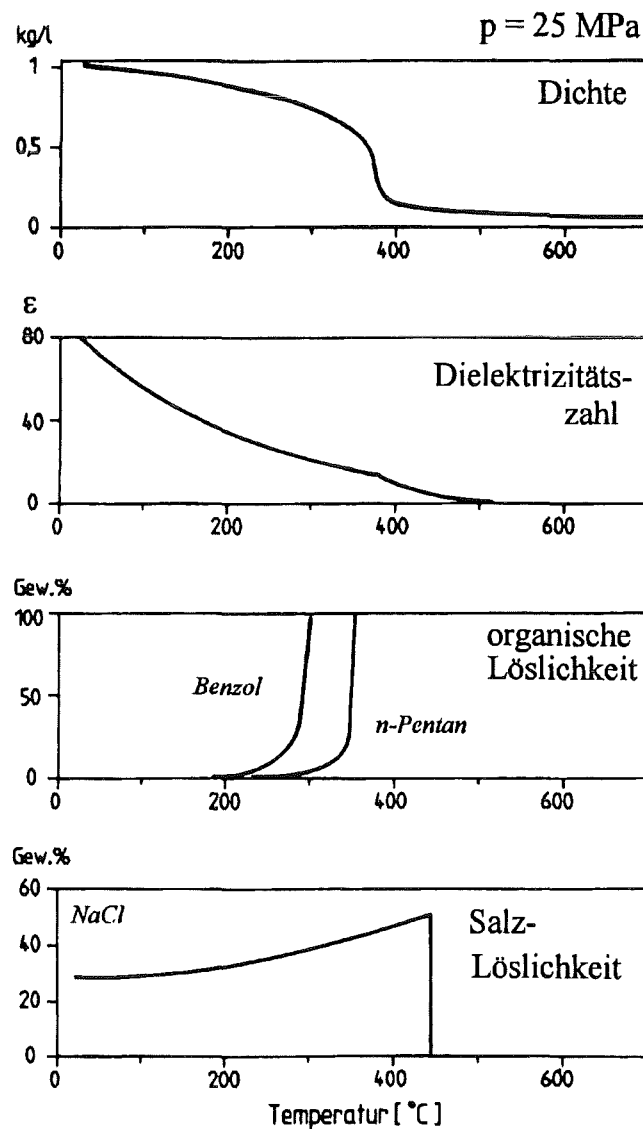 p = 25 MPa
kg/l
1
Dichte
0,5
0
0 200 400 600
ε
80
Dielektrizitäts-
zahl
40
0
0 200 400 600
Gew.%
100
organische
Löslichkeit
Benzol
50
n-Pentan
0
0 200 400 600
Gew.%
60
NaCl
Salz-
40
Löslichkeit
20
0
0 200 400 600
Temperatur [°C]